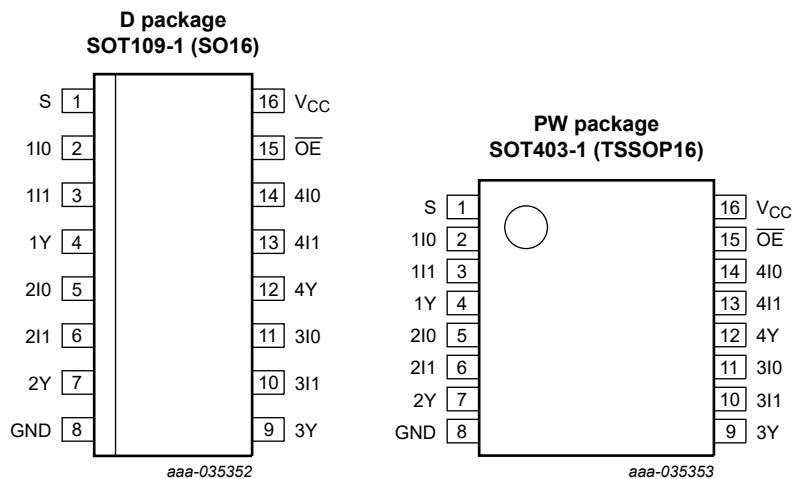 D package
SOT109-1 (SO16)
S 1 16 VCC
1I0 2 15 OE
1I1 3 14 4I0
1Y 4 13 4I1
2I0 5 12 4Y
2I1 6 11 3I0
2Y 7 10 3I1
GND 8 9 3Y
aaa-035352
PW package
SOT403-1 (TSSOP16)
S 1 16 VCC
1I0 2 15 OE
1I1 3 14 4I0
1Y 4 13 4I1
2I0 5 12 4Y
2I1 6 11 3I0
2Y 7 10 3I1
GND 8 9 3Y
aaa-035353